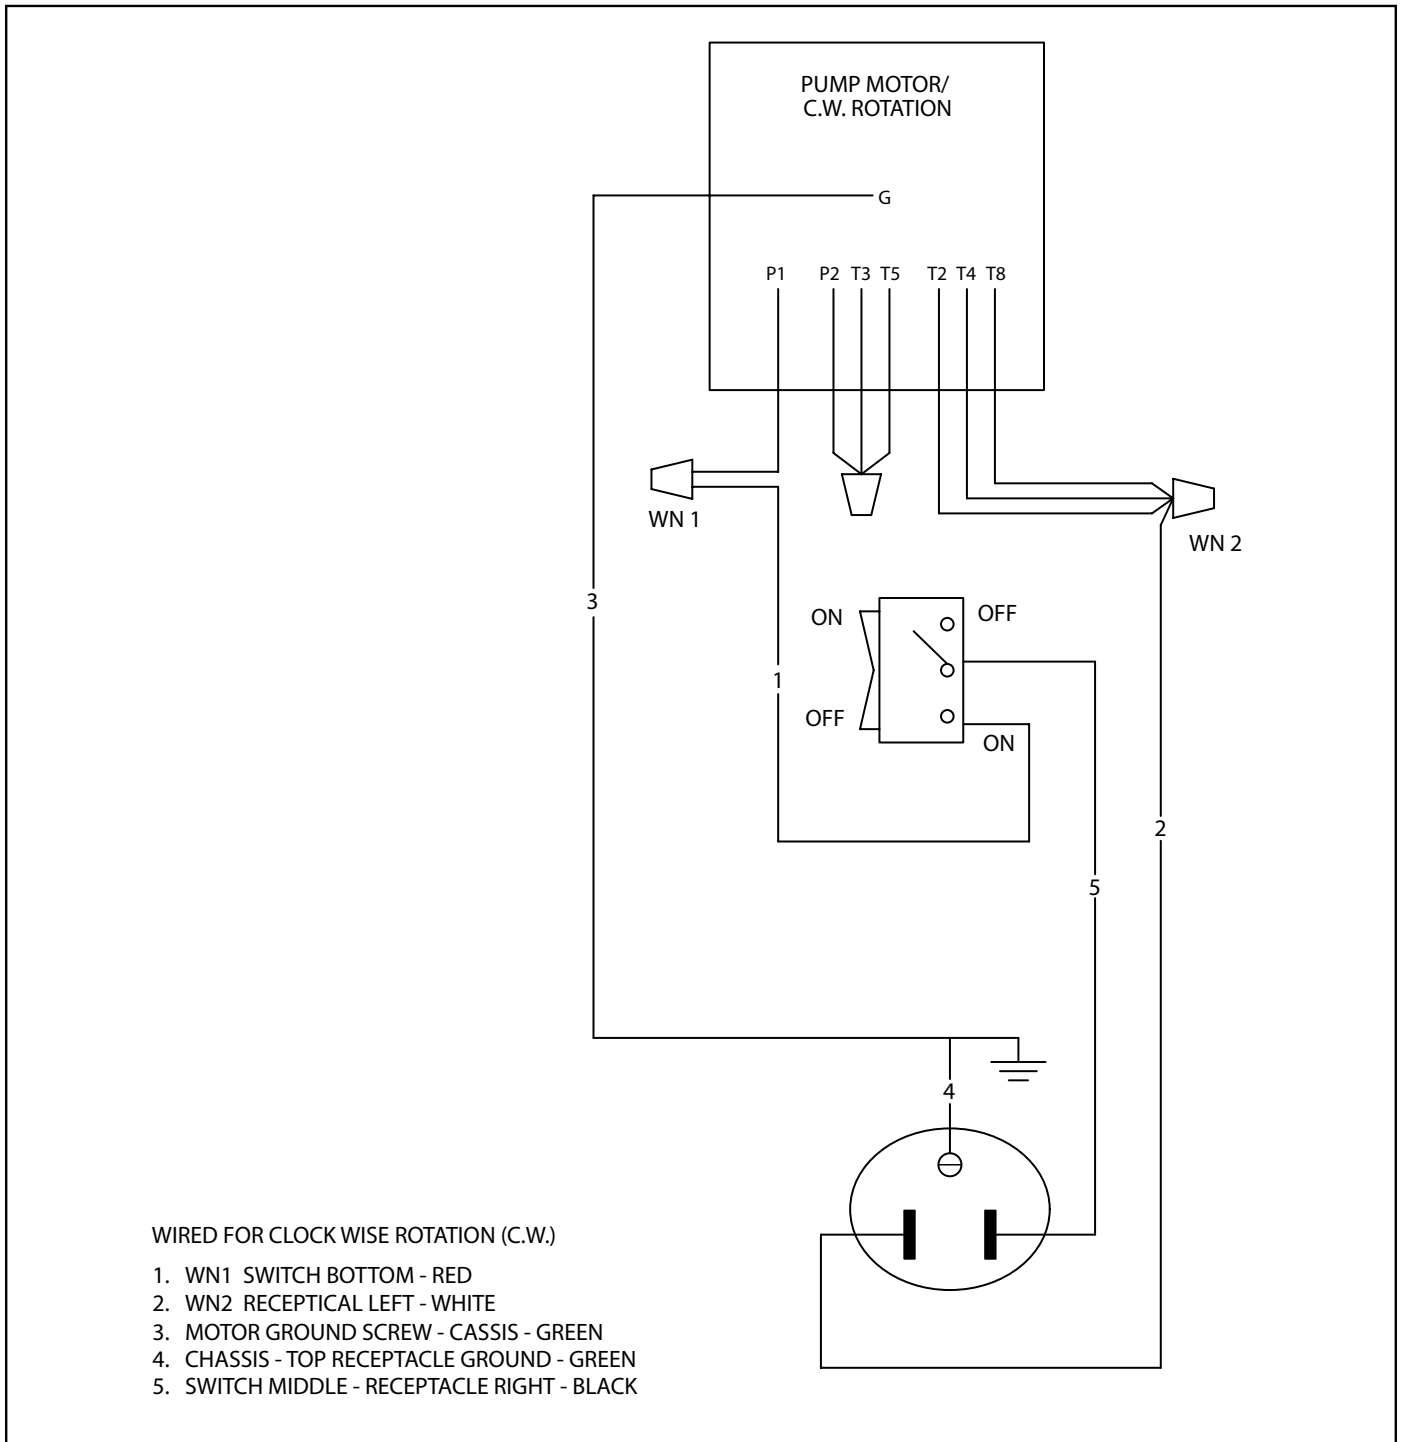 PUMP MOTOR/
C.W. ROTATION
G
P1 P2 T3 T5 T2 T4 T8
WN 1
WN 2
3
ON
OFF
1
OFF
ON
2
5
4
WIRED FOR CLOCK WISE ROTATION (C.W.)
1. WN1 SWITCH BOTTOM - RED
2. WN2 RECEPTICAL LEFT - WHITE
3. MOTOR GROUND SCREW - CASSIS - GREEN
4. CHASSIS - TOP RECEPTACLE GROUND - GREEN
5. SWITCH MIDDLE - RECEPTACLE RIGHT - BLACK